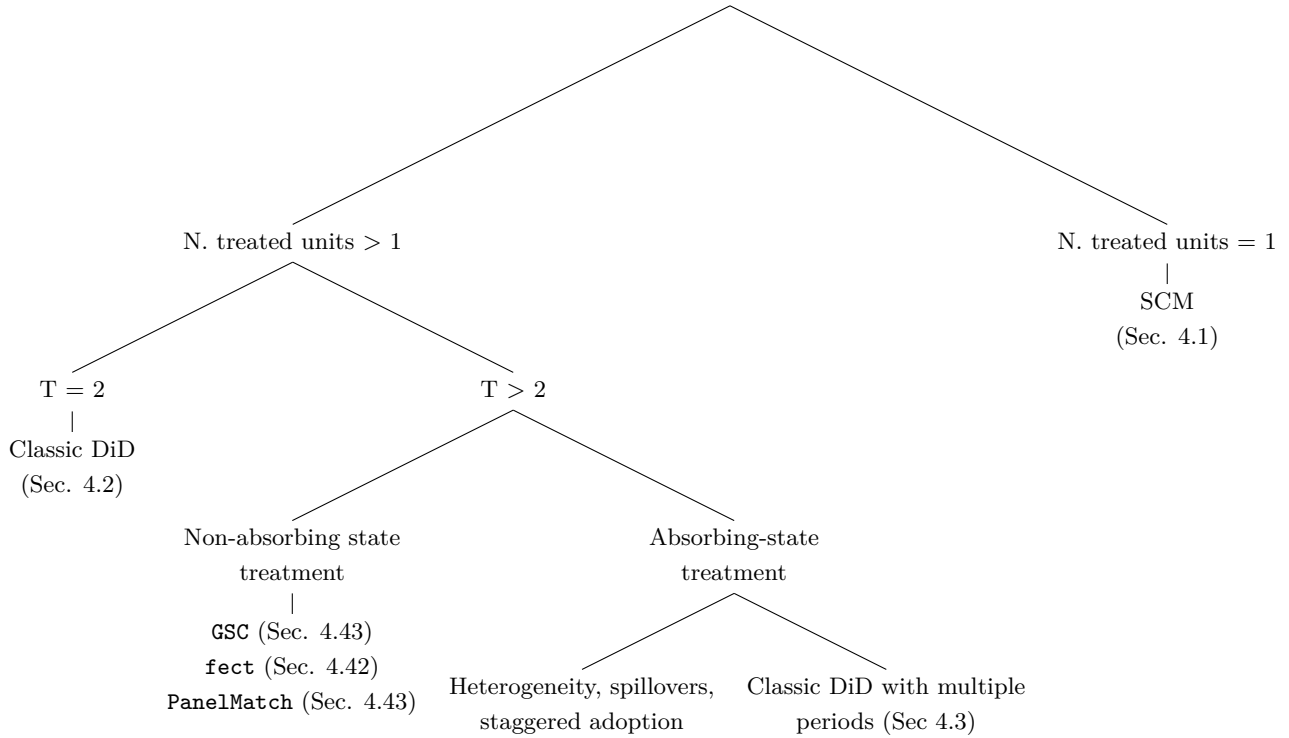 N. treated units > 1
N. treated units = 1
SCM
(Sec. 4.1)
T = 2
T > 2
Classic DiD
(Sec. 4.2)
Non-absorbing state
treatment
Absorbing-state
treatment
GSC (Sec. 4.43)
fect (Sec. 4.42)
PanelMatch (Sec. 4.43)
Heterogeneity, spillovers,
staggered adoption
Classic DiD with multiple
periods (Sec 4.3)